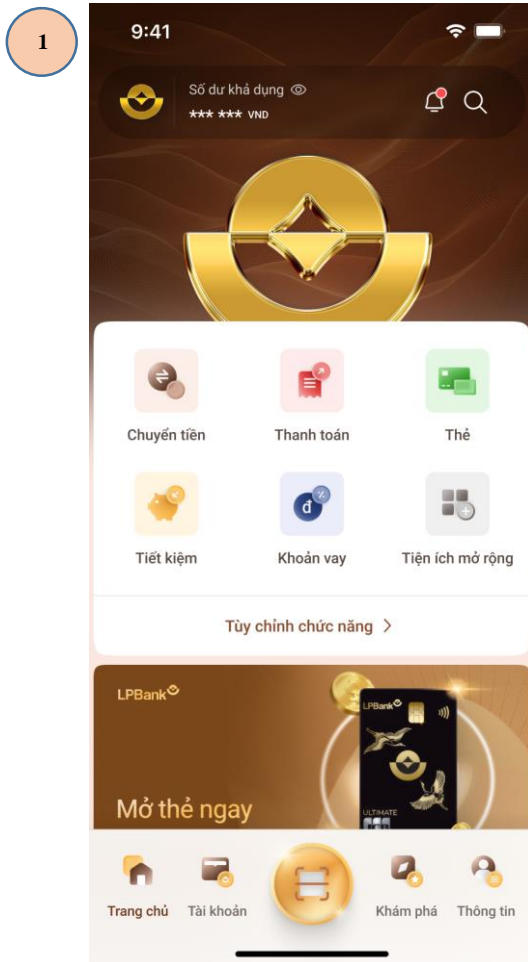 1
9:41
Số dư khả dụng
*** *** VND
Chuyển tiền
Thanh toán
Thẻ
Tiết kiệm
Khoản vay
Tiện ích mở rộng
Tùy chỉnh chức năng >
LPBank
LPBank
Mở thẻ ngay
ULTIMATE
Trang chủ
Tài khoản
Khám phá
Thông tin